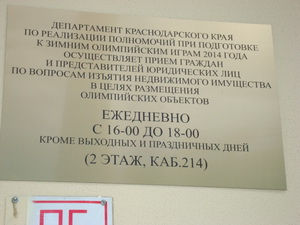 ДЕПАРТАМЕНТ КРАСНОДАРСКОГО КРАЯ
ПО РЕАЛИЗАЦИИ ПОЛНОМОЧИЙ ПРИ ПОДГОТОВКЕ
К ЗИМНИМ ОЛИМПИЙСКИМ ИГРАМ 2014 ГОДА
ОСУЩЕСТВЛЯЕТ ПРИЕМ ГРАЖДАН
И ПРЕДСТАВИТЕЛЕЙ ЮРИДИЧЕСКИХ ЛИЦ
ПО ВОПРОСАМ ИЗЪЯТИЯ НЕДВИЖИМОГО ИМУЩЕСТВА
В ЦЕЛЯХ РАЗМЕЩЕНИЯ
ОЛИМПИЙСКИХ ОБЪЕКТОВ
ЕЖЕДНЕВНО
С 16-00 ДО 18-00
КРОМЕ ВЫХОДНЫХ И ПРАЗДНИЧНЫХ ДНЕЙ
(2 ЭТАЖ, КАБ.214)